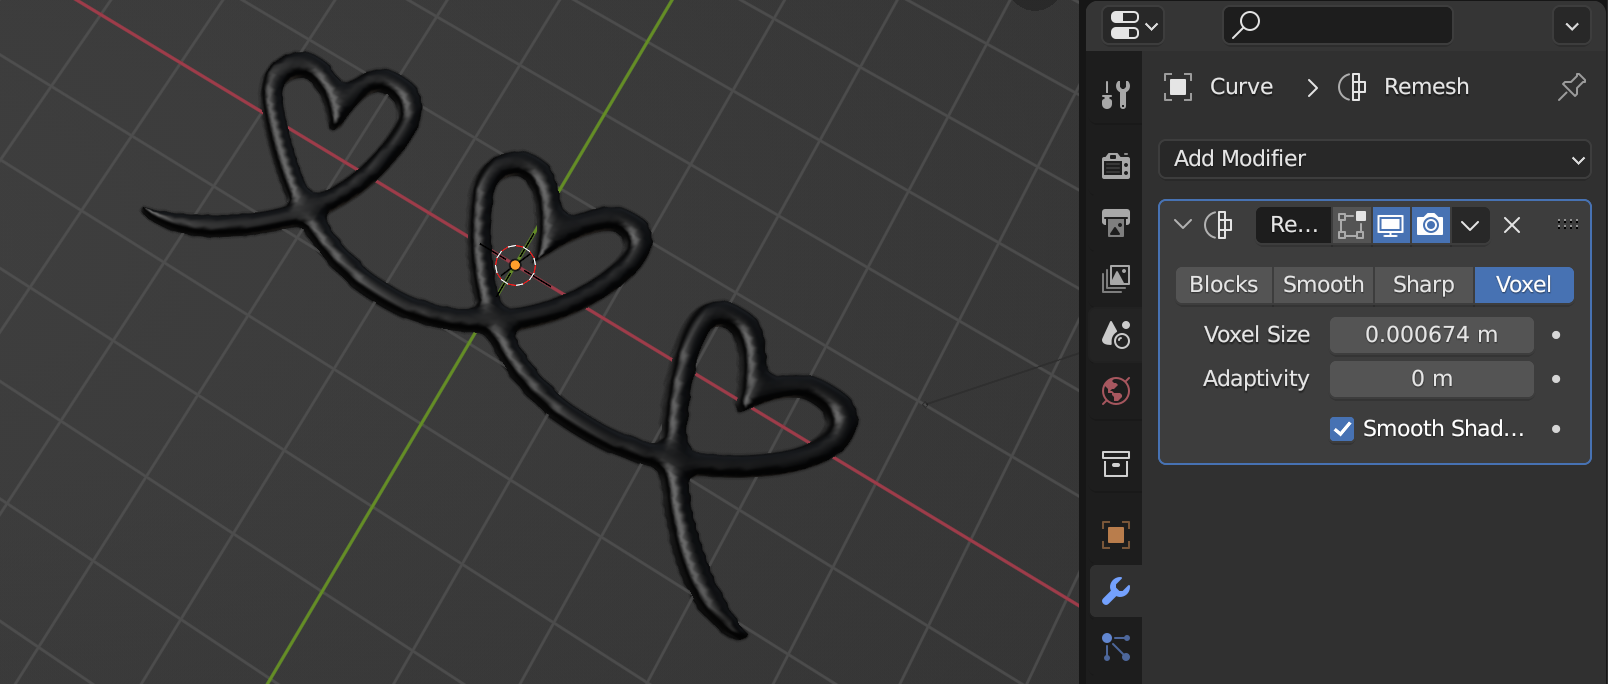 Curve > Remesh
Add Modifier
Re...
Blocks Smooth Sharp Voxel
Voxel Size 0.000674 m
Adaptivity 0 m
Smooth Shad...